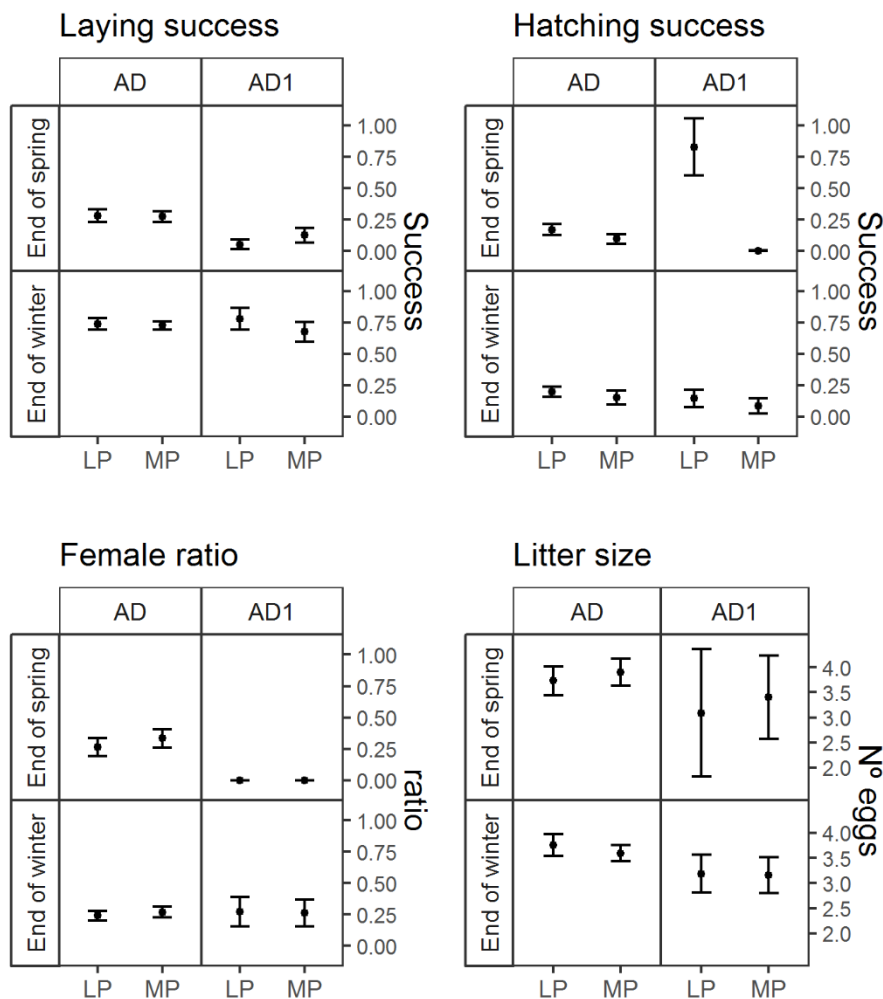 Laying success
AD AD1
End of spring
1.00
0.75
0.50
0.25
0.00
End of winter
1.00
0.75
0.50
0.25
0.00
Success
LP MP LP MP
Hatching success
AD AD1
End of spring
1.00
0.75
0.50
0.25
0.00
End of winter
1.00
0.75
0.50
0.25
0.00
Success
LP MP LP MP
Female ratio
AD AD1
End of spring
1.00
0.75
0.50
0.25
0.00
End of winter
1.00
0.75
0.50
0.25
0.00
ratio
LP MP LP MP
Litter size
AD AD1
End of spring
4.0
3.5
3.0
2.5
2.0
End of winter
4.0
3.5
3.0
2.5
2.0
Nº eggs
LP MP LP MP